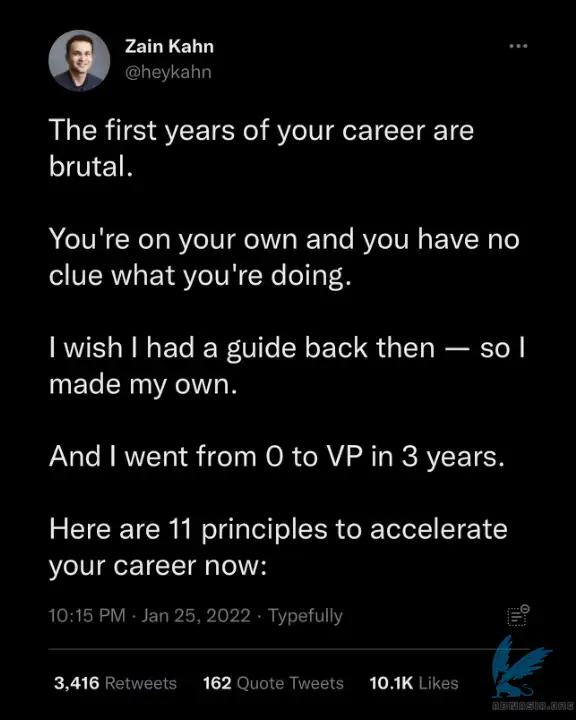 Zain Kahn
@heykahn
The first years of your career are
brutal.
You're on your own and you have no
clue what you're doing.
I wish I had a guide back then — so I
made my own.
And I went from 0 to VP in 3 years.
Here are 11 principles to accelerate
your career now:
10:15 PM · Jan 25, 2022 · Typefully
3,416 Retweets 162 Quote Tweets 10.1K Likes